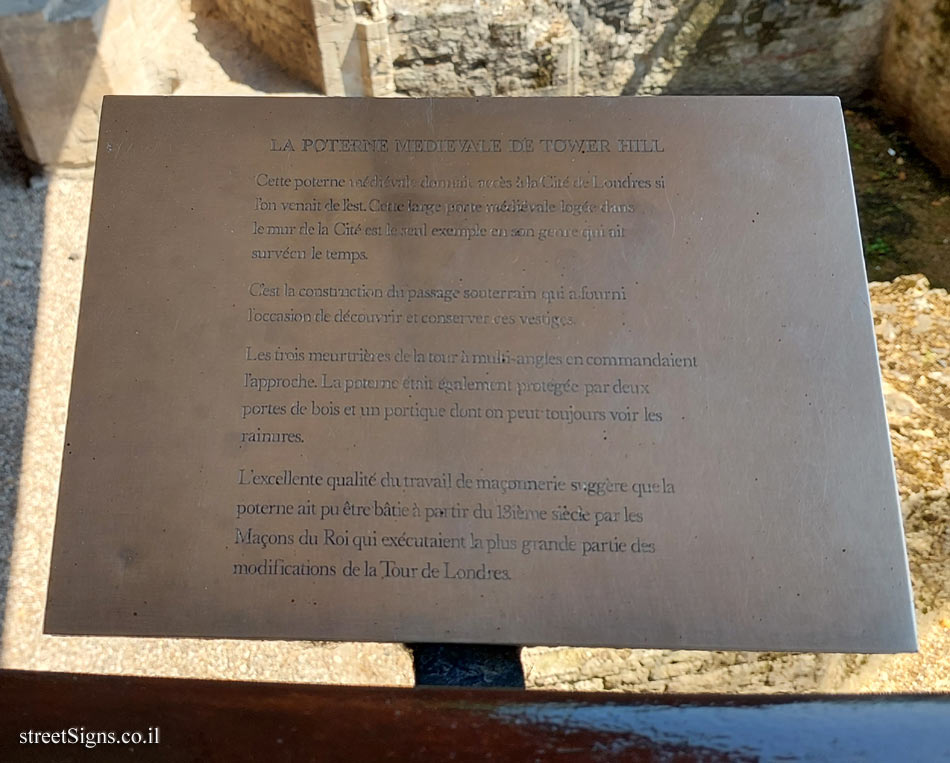 LA POTERNE MEDIEVALE DE TOWER HILL
Cette poterne médiévale donnait accès à la Cité de Londres si
l'on venait de l'est. Cette large porte médiévale logée dans
le mur de la Cité est le seul exemple en son genre qui ait
survécu le temps.
C'est la construction du passage souterrain qui a fourni
l'occasion de découvrir et conserver ces vestiges.
Les trois meurtrières de la tour à multi-angles en commandaient
l'approche. La poterne était également protégée par deux
portes de bois et un portique dont on peut toujours voir les
rainures.
L'excellente qualité du travail de maçonnerie suggère que la
poterne ait pu être bâtie à partir du 13ième siècle par les
Maçons du Roi qui exécutaient la plus grande partie des
modifications de la Tour de Londres.
streetSigns.co.il